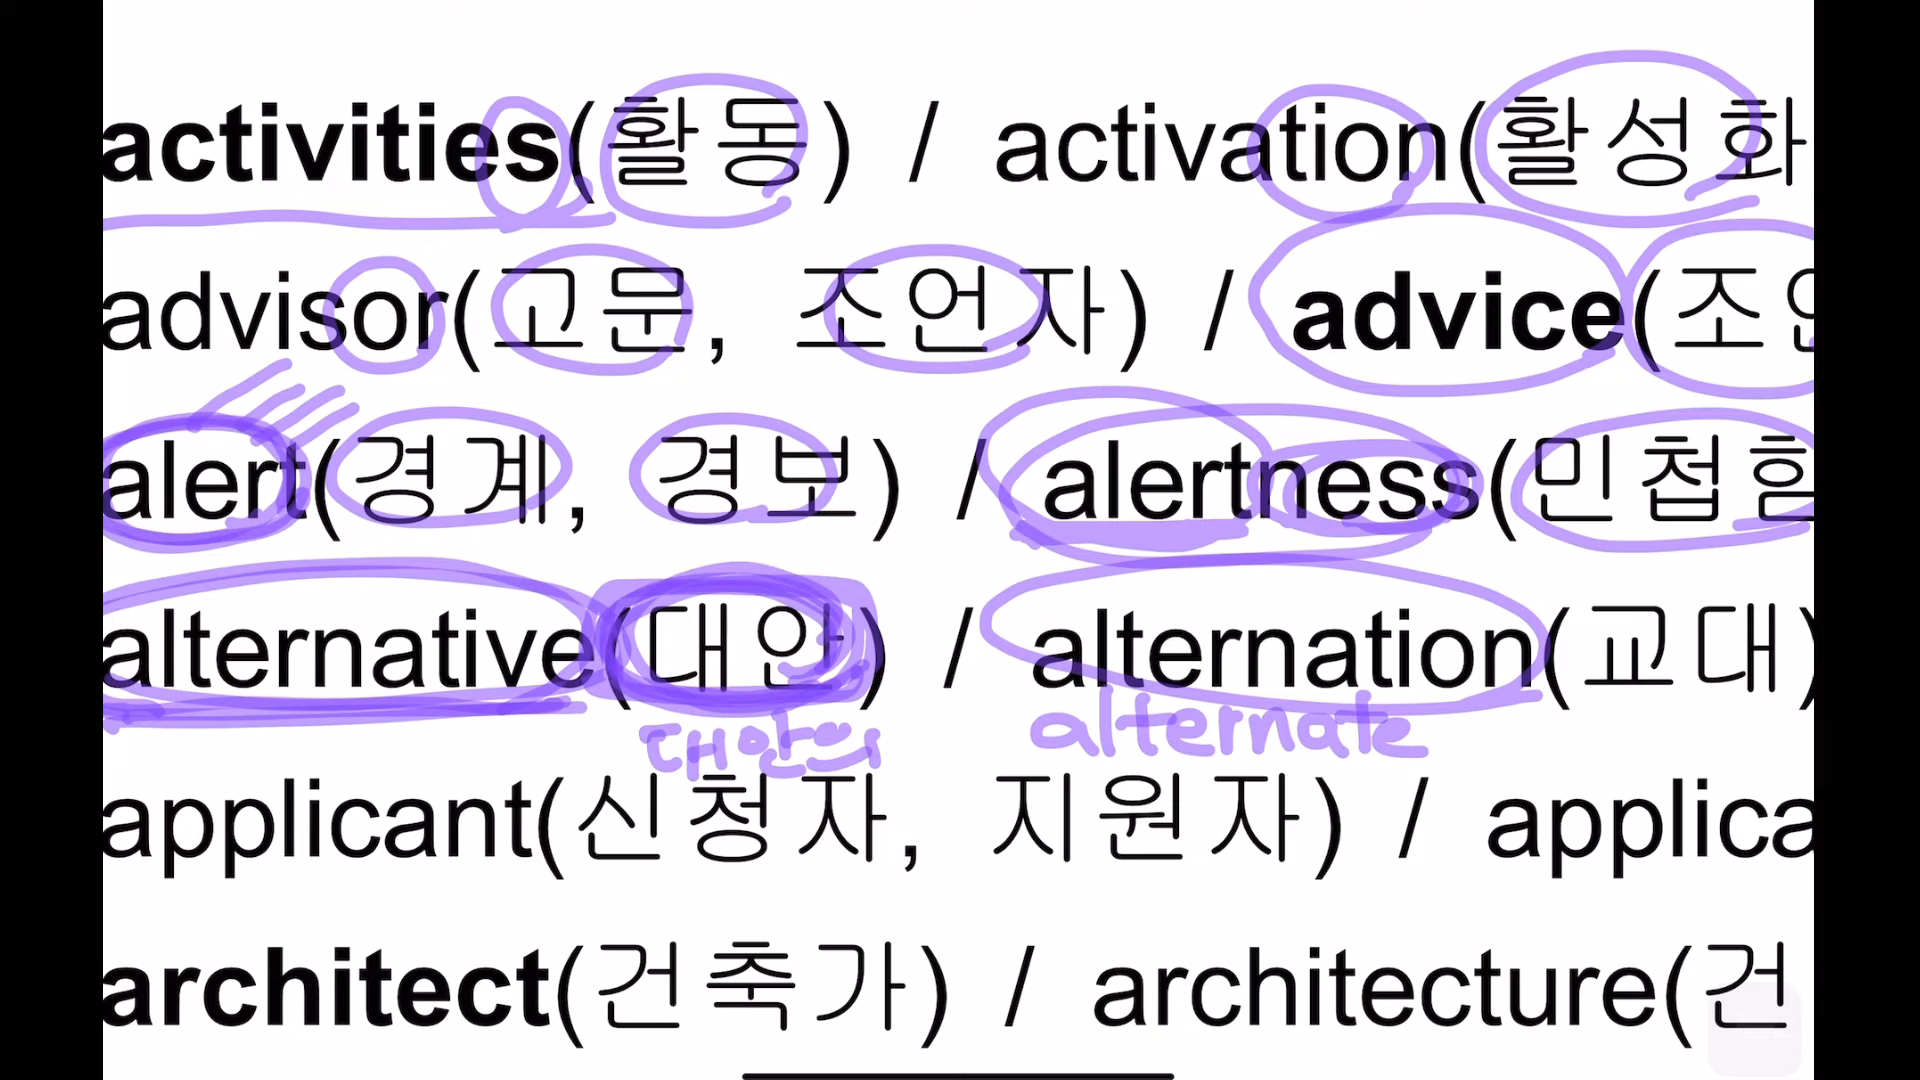 activities(활동) / activation(활성화
advisor(고문, 조언자) / advice(조언
alert(경계, 경보) / alertness(민첩함
alternative(대안) / alternation(교대)
대안의 alternate
applicant(신청자, 지원자) / applica
architect(건축가) / architecture(건